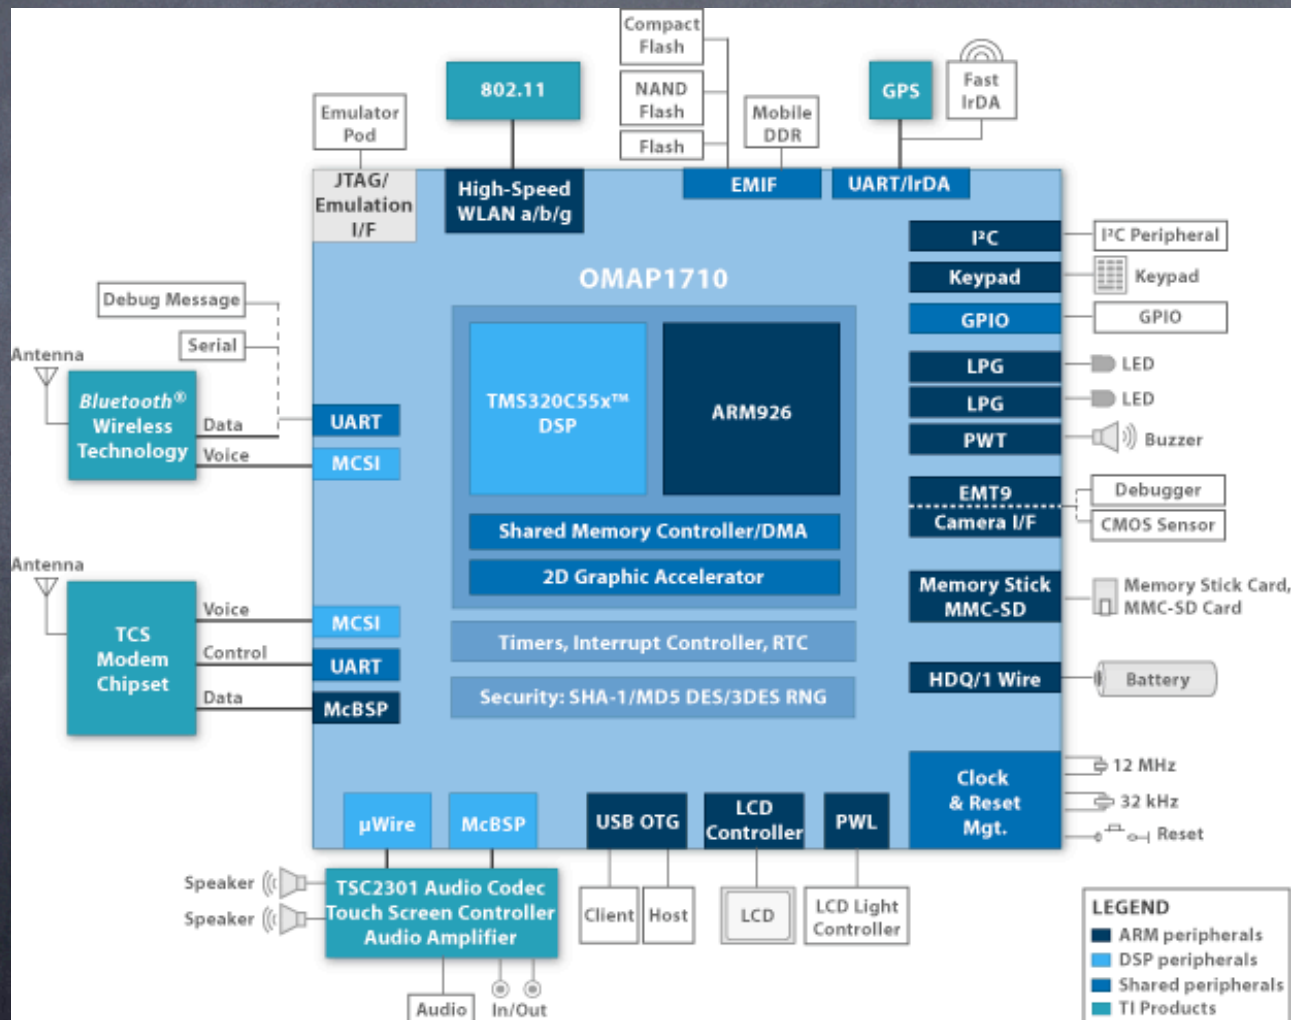 Compact
Flash
802.11
NAND
Flash
GPS
Fast
IrDA
Emulator
Pod
Mobile
DDR
Flash
JTAG/
Emulation
I/F
High-Speed
WLAN a/b/g
EMIF
UART/IrDA
I²C
I²C Peripheral
OMAP1710
Keypad
Keypad
Debug Message
GPIO
GPIO
Serial
Antenna
LPG
LED
Bluetooth®
Wireless
Technology
Data
Voice
UART
MCSI
TMS320C55x™
DSP
ARM926
LPG
LED
PWT
Buzzer
EMT9
Camera I/F
Debugger
CMOS Sensor
Shared Memory Controller/DMA
2D Graphic Accelerator
Antenna
Memory Stick
MMC-SD
Memory Stick Card,
MMC-SD Card
TCS
Modem
Chipset
Voice
Control
Data
MCSI
UART
McBSP
Timers, Interrupt Controller, RTC
Security: SHA-1/MD5 DES/3DES RNG
HDQ/1 Wire
Battery
Clock
& Reset
Mgt.
12 MHz
32 kHz
Reset
µWire
McBSP
USB OTG
LCD
Controller
PWL
Speaker
Speaker
TSC2301 Audio Codec
Touch Screen Controller
Audio Amplifier
Client
Host
LCD
LCD Light
Controller
Audio
In/Out
LEGEND
ARM peripherals
DSP peripherals
Shared peripherals
TI Products